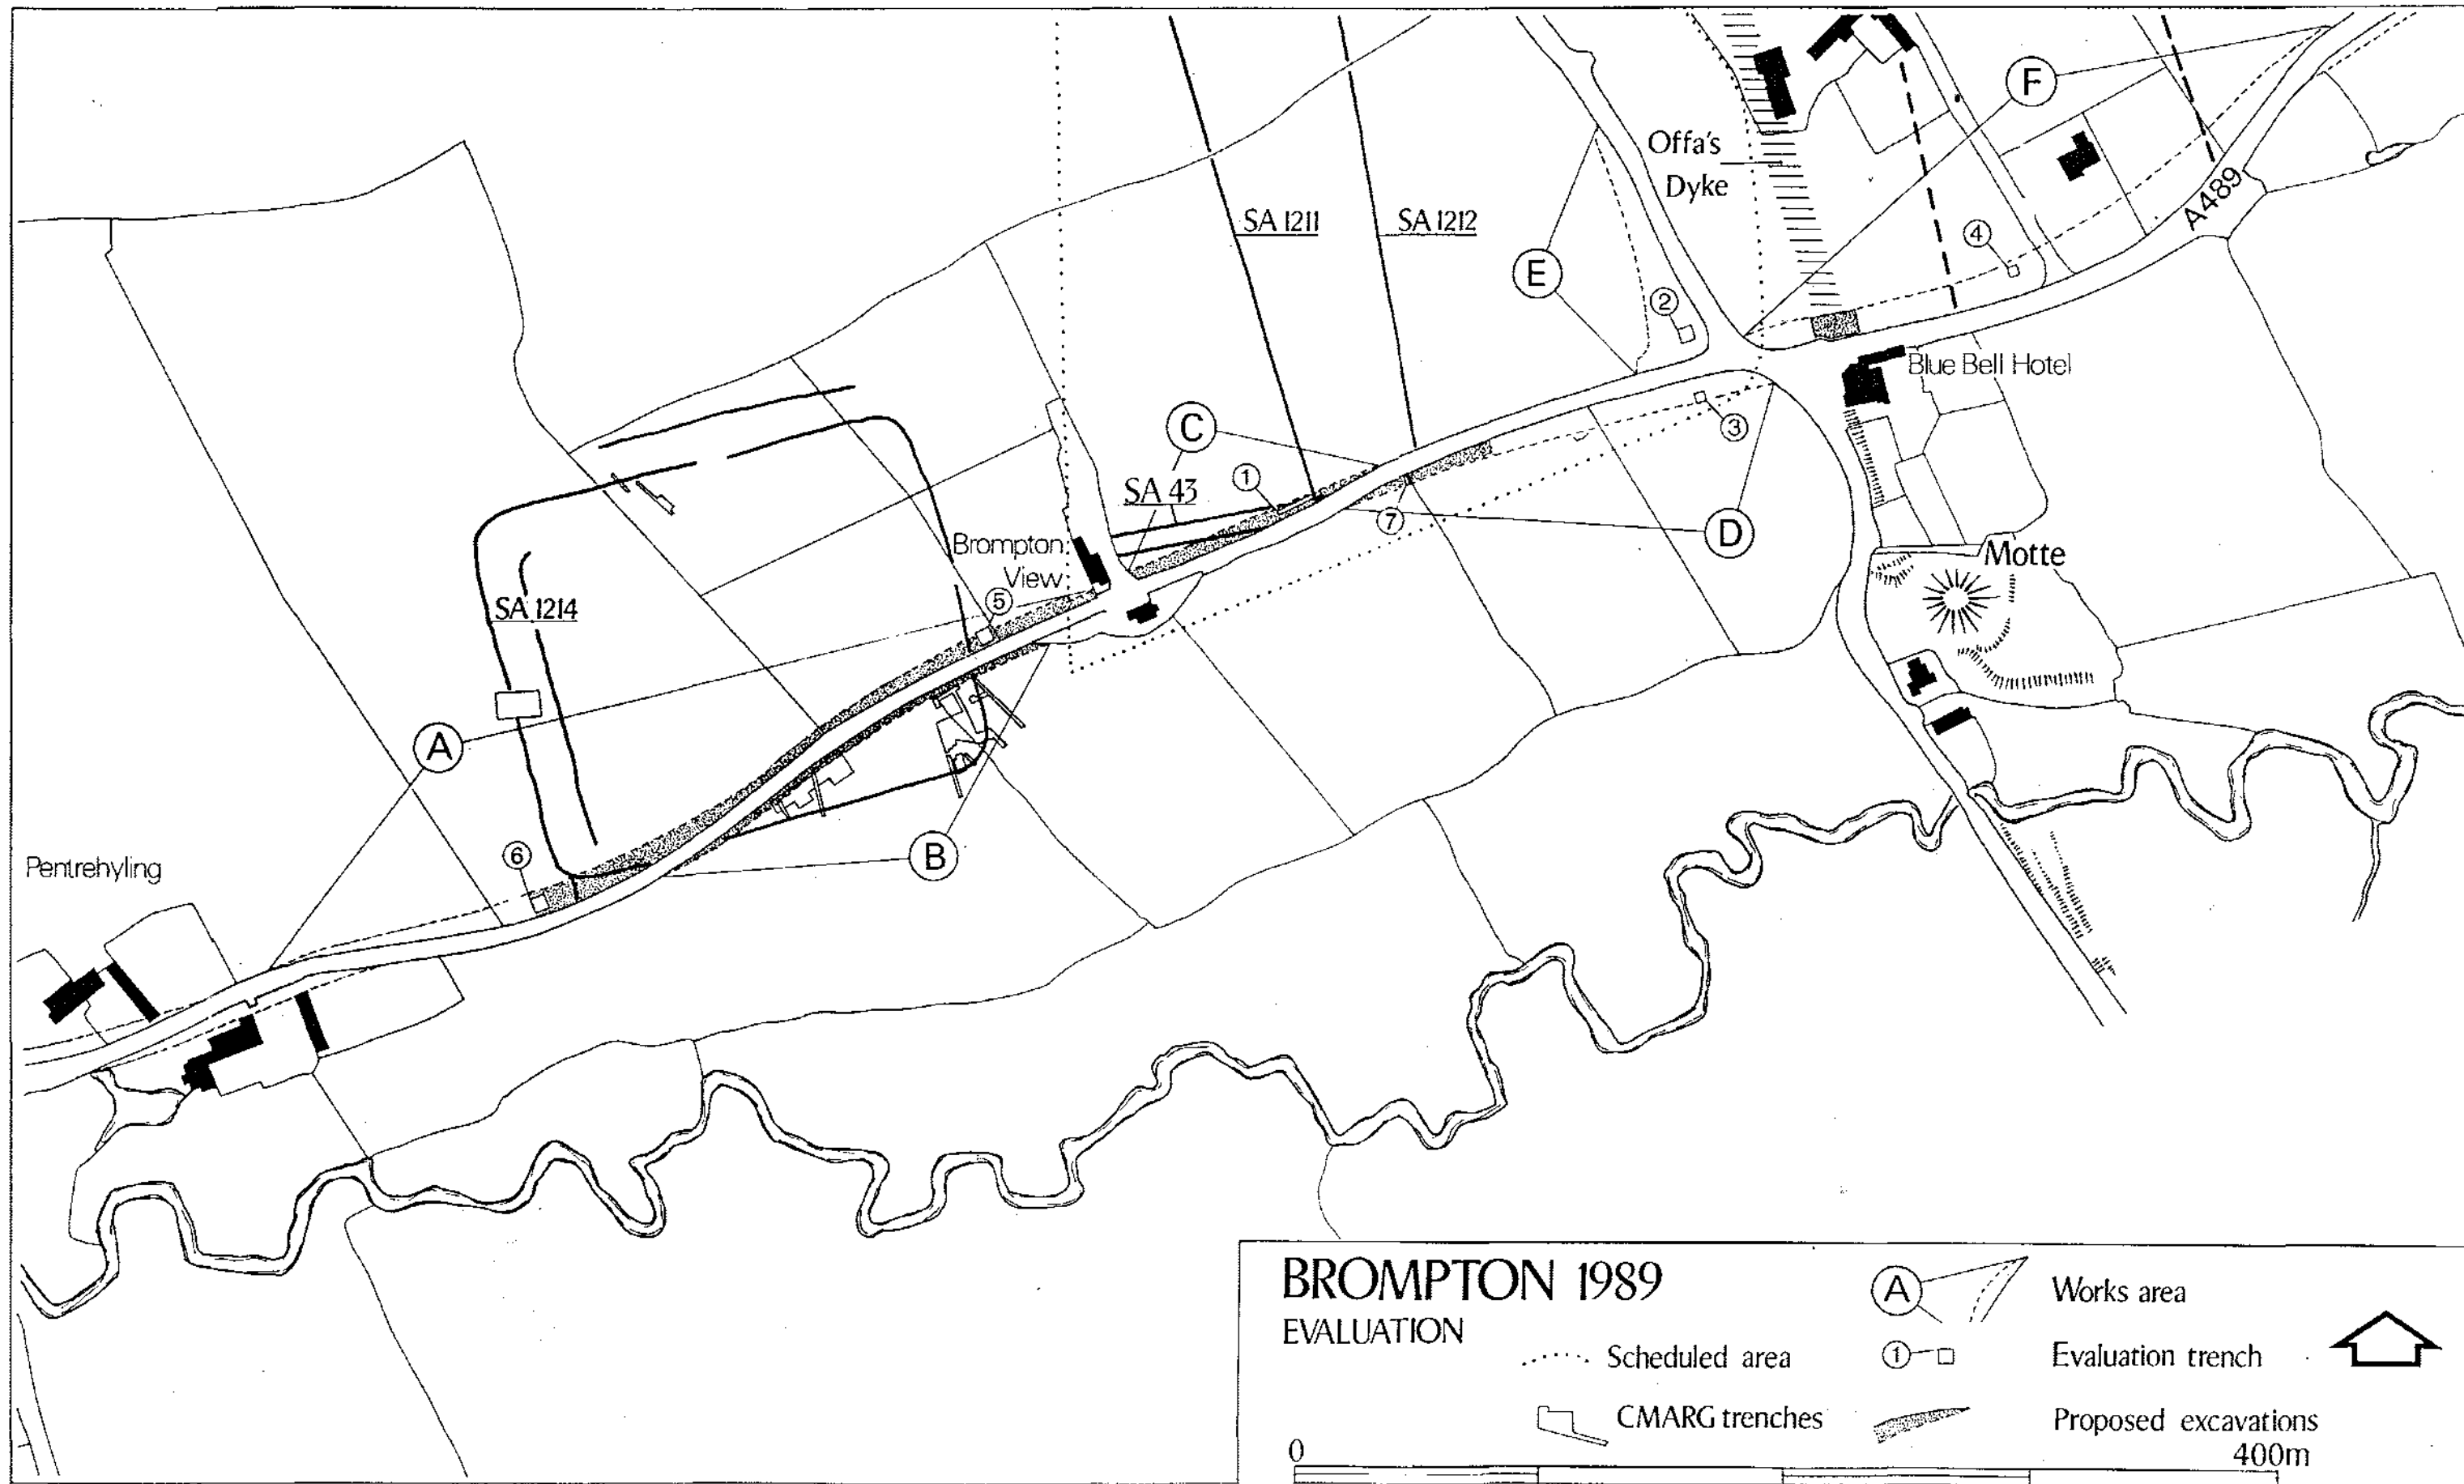 F
Offa's
Dyke
A489
SA 1211
SA 1212
4
E
2
Blue Bell Hotel
C
3
SA 43
1
7
D
Brompton
View
Motte
5
SA 1214
A
B
6
Pentrehyling
BROMPTON 1989
EVALUATION
A
Works area
Scheduled area
1
Evaluation trench
CMARG trenches
Proposed excavations
0
400m